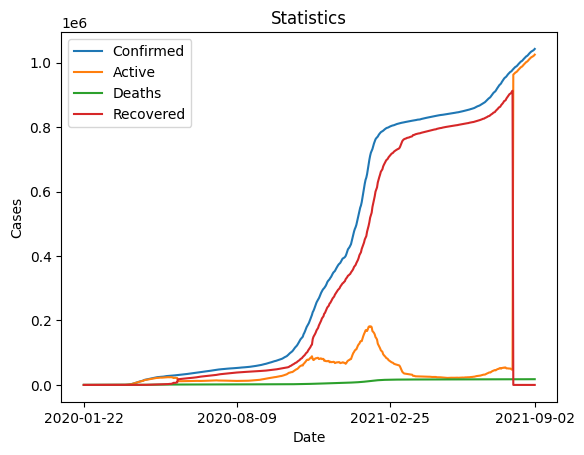 Statistics
1e6
Confirmed
Active
Deaths
Recovered
1.0
0.8
0.6
0.4
0.2
0.0
Cases
2020-01-22
2020-08-09
2021-02-25
2021-09-02
Date